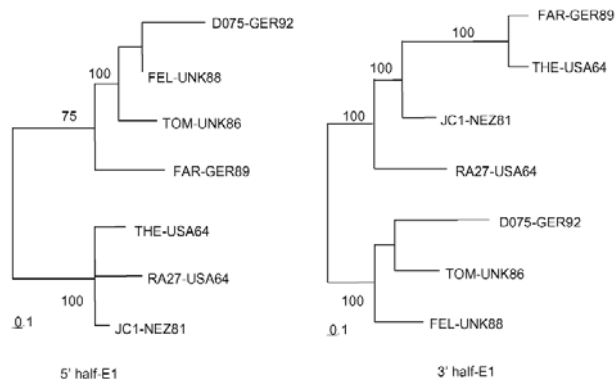 D075-GER92
100
FEL-UNK88
75
TOM-UNK86
FAR-GER89
THE-USA64
RA27-USA64
100
JC1-NEZ81
0.1
5' half-E1
FAR-GER89
100
THE-USA64
100
JC1-NEZ81
100
RA27-USA64
D075-GER92
TOM-UNK86
100
FEL-UNK88
0.1
3' half-E1